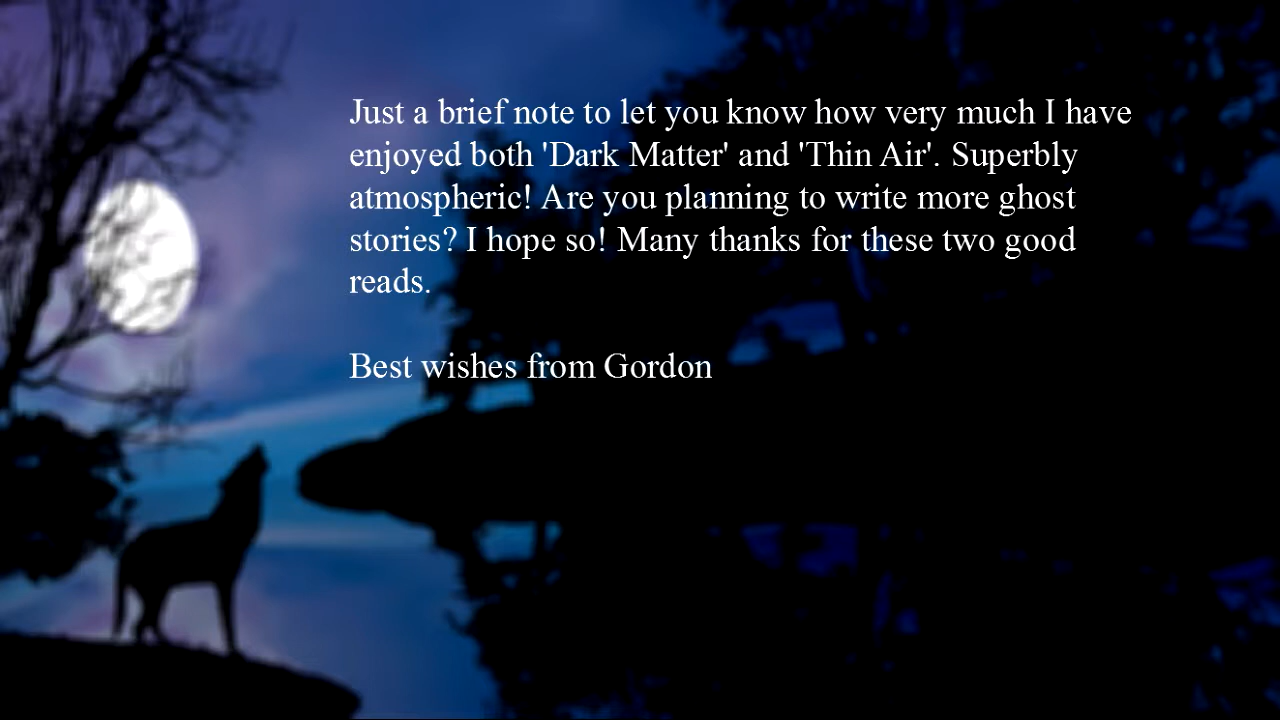 Just a brief note to let you know how very much I have
enjoyed both 'Dark Matter' and 'Thin Air'. Superbly
atmospheric! Are you planning to write more ghost
stories? I hope so! Many thanks for these two good
reads.
Best wishes from Gordon